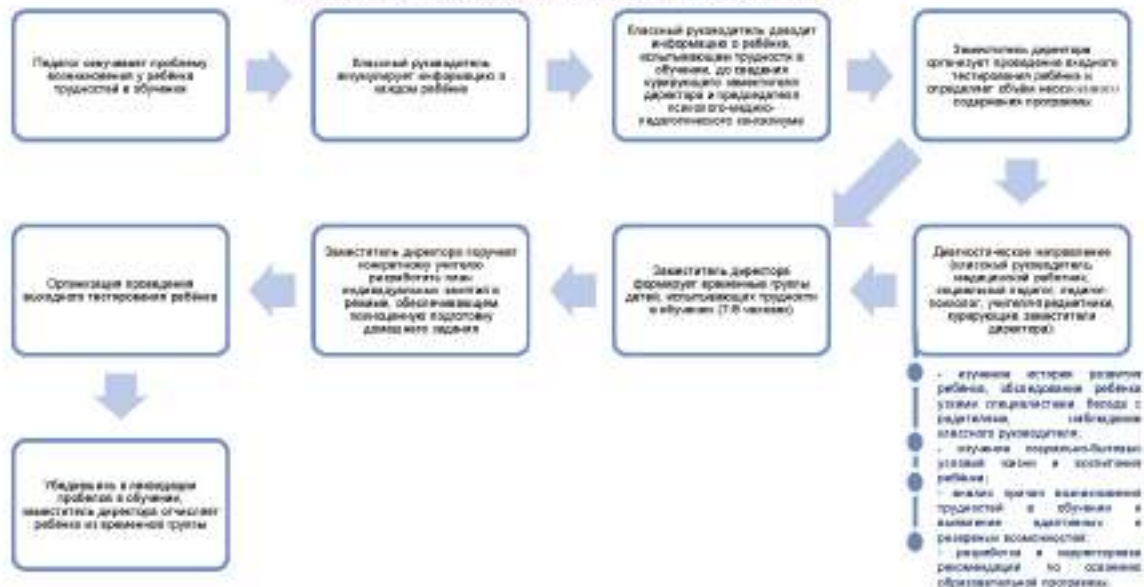 Педагог озвучивает проблему
возникновения у ребёнка
трудностей в обучении
Классный руководитель
аккумулирует информацию о
каждом ребёнке
Классный руководитель доводит
информацию о ребёнке,
испытывающем трудности в
обучении, до сведения
курирующего заместителя
директора и председателя
психолого-медико-
педагогического консилиума
Заместитель директора
организует проведение входного
тестирования ребёнка и
определяет объём неосвоенного
содержания программы
Диагностическое направление
(классный руководитель,
медицинский работник,
социальный педагог, педагог-
психолог, учителя-предметники,
курирующие заместители
директора)
Заместитель директора
формирует временные группы
детей, испытывающих трудности
в обучении (7-8 человек)
Заместитель директора поручает
конкретному учителю
разработать план
индивидуальных занятий в
режиме, обеспечивающем
полноценную подготовку
домашнего задания
Организация проведения
выходного тестирования ребёнка
Убедившись в ликвидации
пробелов в обучении,
заместитель директора отчисляет
ребёнка из временной группы
- изучение истории развития
ребёнка, обследование ребёнка
узкими специалистами, беседа с
родителями, наблюдение
классного руководителя;
- изучение социально-бытовых
условий жизни и воспитания
ребёнка;
- анализ причин возникновения
трудностей в обучении и
выявление адаптивных и
резервных возможностей;
- разработка и корректировка
рекомендаций по освоению
образовательной программы.